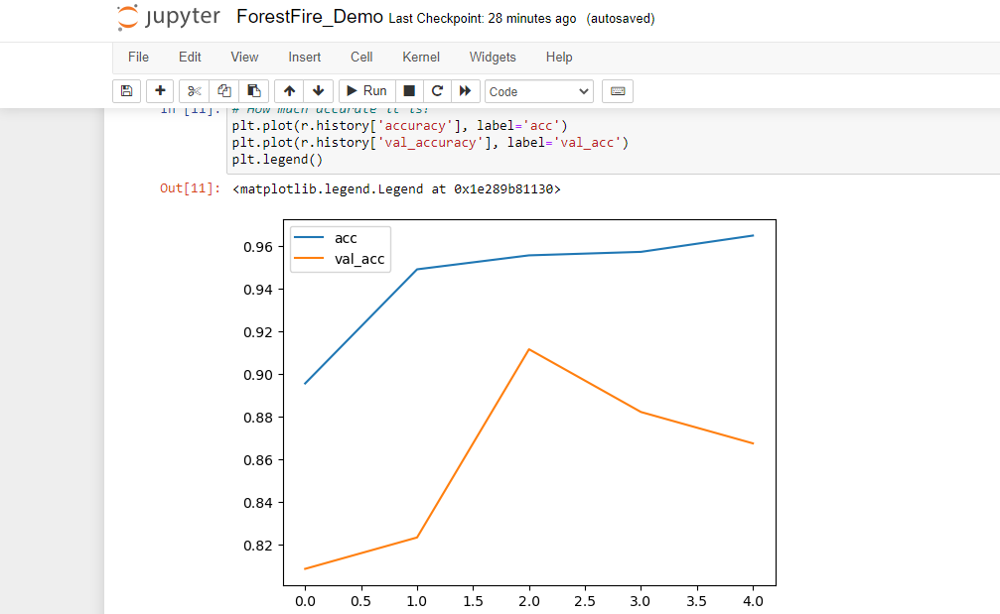 jupyter ForestFire_Demo Last Checkpoint: 28 minutes ago (autosaved)
File Edit View Insert Cell Kernel Widgets Help
Run Code
In [11]: # How much accurate it is?
plt.plot(r.history['accuracy'], label='acc')
plt.plot(r.history['val_accuracy'], label='val_acc')
plt.legend()
Out[11]: <matplotlib.legend.Legend at 0x1e289b81130>
acc
val_acc
0.96
0.94
0.92
0.90
0.88
0.86
0.84
0.82
0.0 0.5 1.0 1.5 2.0 2.5 3.0 3.5 4.0